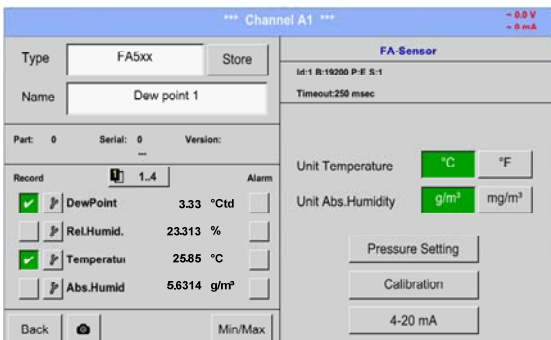 *** Channel A1 ***
~ 0.0 V
~ 0 mA
Type
FA5xx
Store
Name
Dew point 1
Part: 0 Serial: 0 Version:
---
Record
1..4
Alarm
DewPoint 3.33 °Ctd
Rel.Humid. 23.313 %
Temperatur 25.85 °C
Abs.Humid 5.6314 g/m³
Back
Min/Max
FA-Sensor
Id:1 B:19200 P:E S:1
Timeout:250 msec
Unit Temperature °C °F
Unit Abs.Humidity g/m³ mg/m³
Pressure Setting
Calibration
4-20 mA